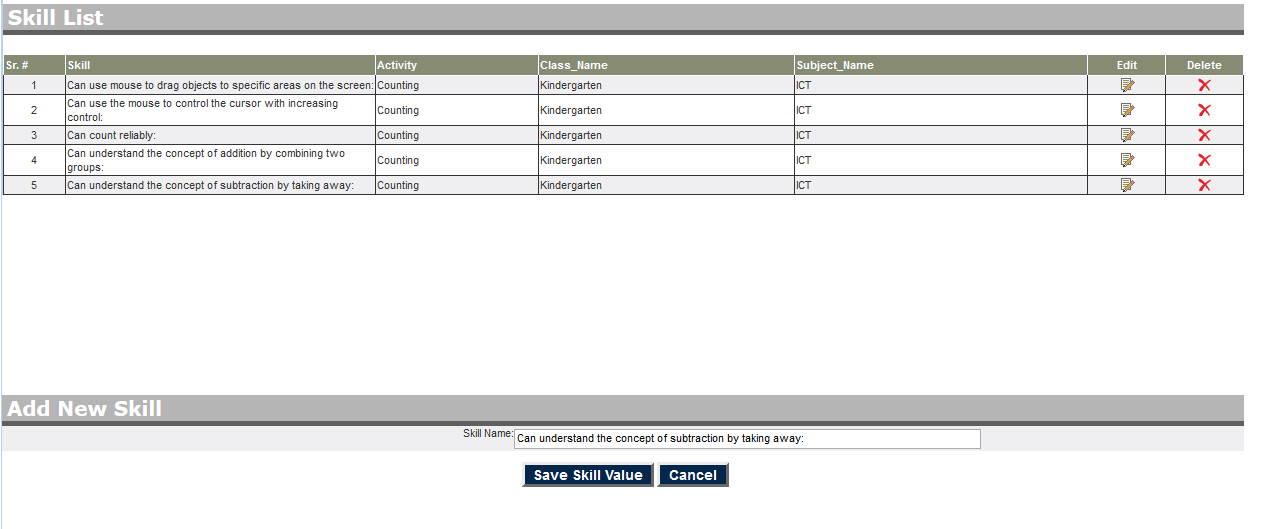 Skill List
Sr. # Skill Activity Class_Name Subject_Name Edit Delete
1 Can use mouse to drag objects to specific areas on the screen: Counting Kindergarten ICT
2 Can use the mouse to control the cursor with increasing control: Counting Kindergarten ICT
3 Can count reliably: Counting Kindergarten ICT
4 Can understand the concept of addition by combining two groups: Counting Kindergarten ICT
5 Can understand the concept of subtraction by taking away: Counting Kindergarten ICT
Add New Skill
Skill Name: Can understand the concept of subtraction by taking away:
Save Skill Value Cancel